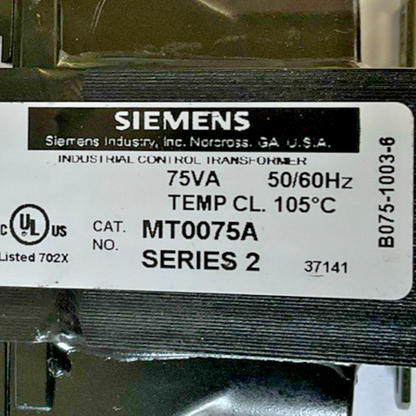 SIEMENS
Siemens Industry, Inc. Norcross, GA U.S.A.
INDUSTRIAL CONTROL TRANSFORMER
75VA 50/60Hz
TEMP CL. 105°C
C UL US
Listed 702X
CAT. NO. MT0075A
SERIES 2
37141
B075-1003-6